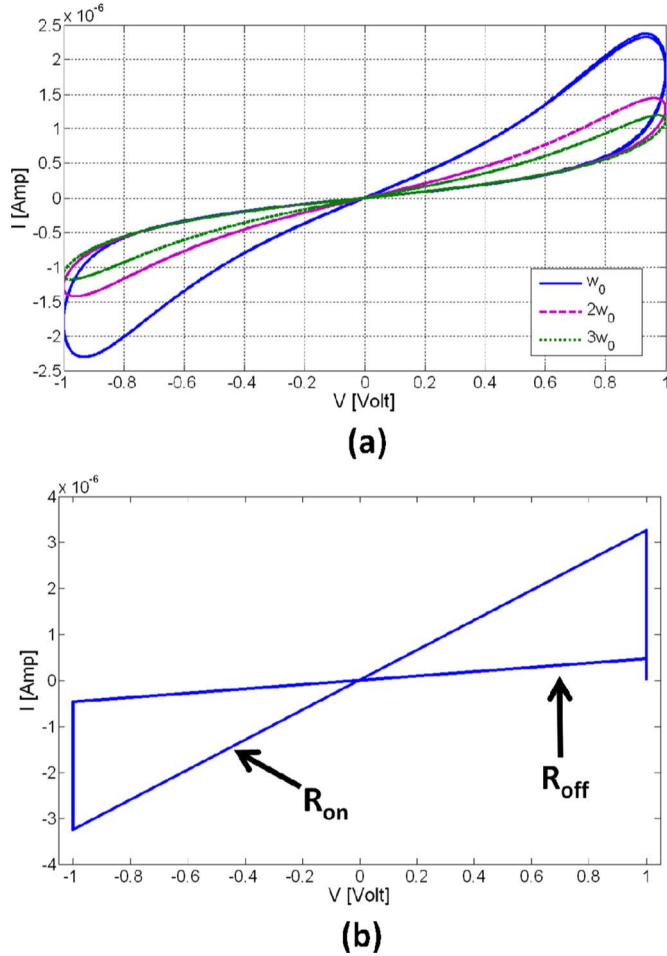 x 10⁻⁶
2.5
2
1.5
1
0.5
0
-0.5
-1
-1.5
-2
-2.5
I [Amp]
w₀
2w₀
3w₀
-1 -0.8 -0.6 -0.4 -0.2 0 0.2 0.4 0.6 0.8 1
V [Volt]
(a)
x 10⁻⁶
4
3
2
1
0
-1
-2
-3
-4
I [Amp]
Rₒₙ
R_off
-1 -0.8 -0.6 -0.4 -0.2 0 0.2 0.4 0.6 0.8 1
V [Volt]
(b)